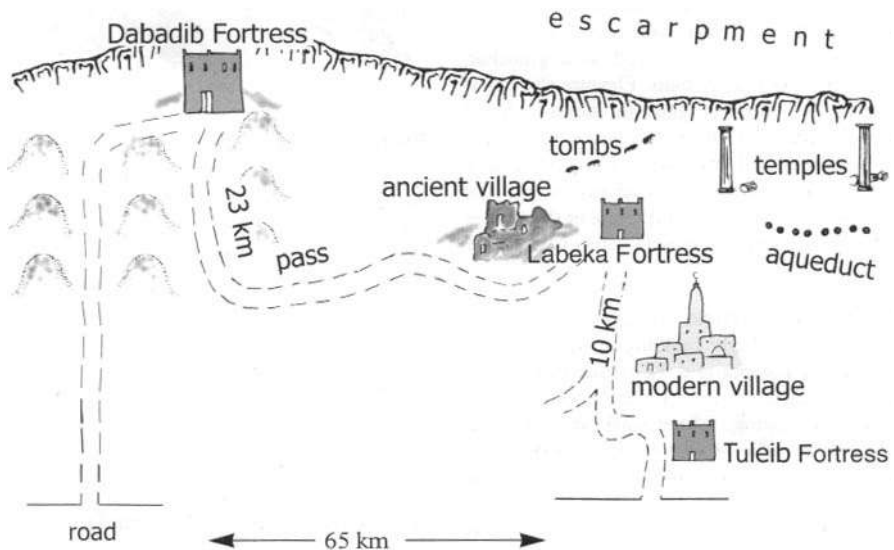 escarpment
Dabadib Fortress
tombs
temples
ancient village
23 km
pass
Labeka Fortress
aqueduct
10 km
modern village
Tuleib Fortress
road
65 km